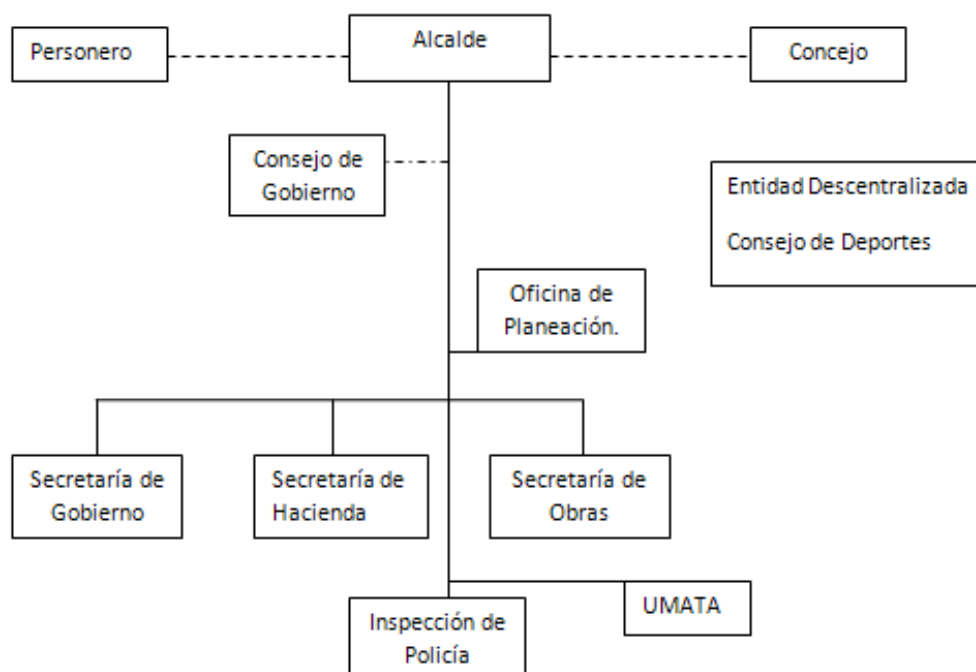 Personero
Alcalde
Concejo
Consejo de
Gobierno
Entidad Descentralizada
Consejo de Deportes
Oficina de
Planeación.
Secretaría de
Gobierno
Secretaría de
Hacienda
Secretaría de
Obras
UMATA
Inspección de
Policía